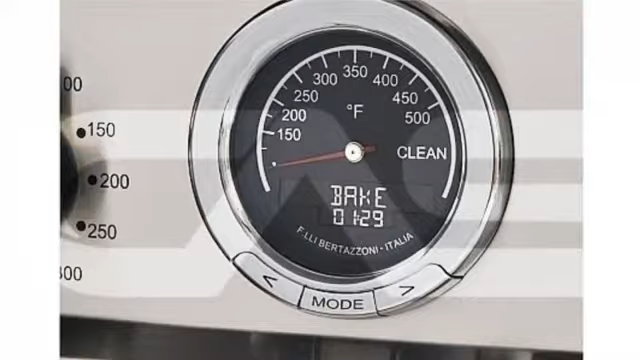 350
300
400
250
450
200
500
150
°F
CLEAN
BAKE
01:29
F.LLI BERTAZZONI - ITALIA
< MODE >
00
150
200
250
300